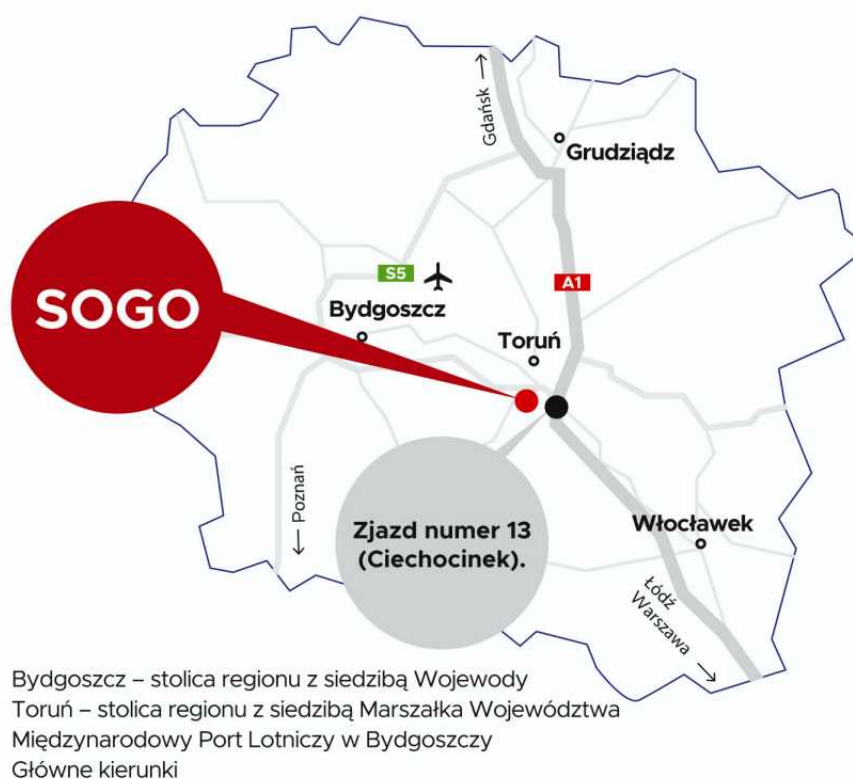 Gdańsk
Grudziądz
S5
A1
SOGO
Bydgoszcz
Toruń
Poznań
Zjazd numer 13
(Ciechocinek).
Włocławek
Łódź
Warszawa
Bydgoszcz – stolica regionu z siedzibą Wojewody
Toruń – stolica regionu z siedzibą Marszałka Województwa
Międzynarodowy Port Lotniczy w Bydgoszczy
Główne kierunki